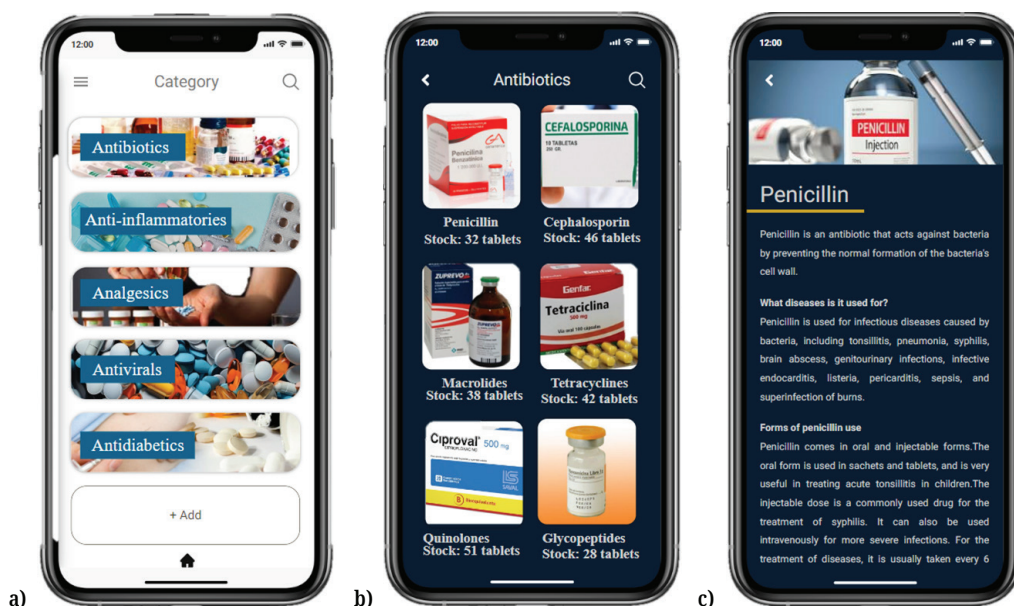 12:00
Category
Antibiotics
Anti-inflammatories
Analgesics
Antivirals
Antidiabetics
+ Add
a)
12:00
Antibiotics
Penicilina
Benzatínica
CEFALOSPORINA
10 TABLETAS
Penicillin
Stock: 32 tablets
Cephalosporin
Stock: 46 tablets
ZUPREVO
ZUPREVO
Genfar
Tetraciclina
500 mg
Macrolides
Stock: 38 tablets
Tetracyclines
Stock: 42 tablets
Ciproval 500 mg
Quinolones
Stock: 51 tablets
Glycopeptides
Stock: 28 tablets
b)
12:00
PENICILLIN
Injection
Penicillin
Penicillin is an antibiotic that acts against bacteria
by preventing the normal formation of the bacteria's
cell wall.
What diseases is it used for?
Penicillin is used for infectious diseases caused by
bacteria, including tonsillitis, pneumonia, syphilis,
brain abscess, genitourinary infections, infective
endocarditis, listeria, pericarditis, sepsis, and
superinfection of burns.
Forms of penicillin use
Penicillin comes in oral and injectable forms.The
oral form is used in sachets and tablets, and is very
useful in treating acute tonsillitis in children.The
injectable dose is a commonly used drug for the
treatment of syphilis. It can also be used
intravenously for more severe infections. For the
treatment of diseases, it is usually taken every 6
c)